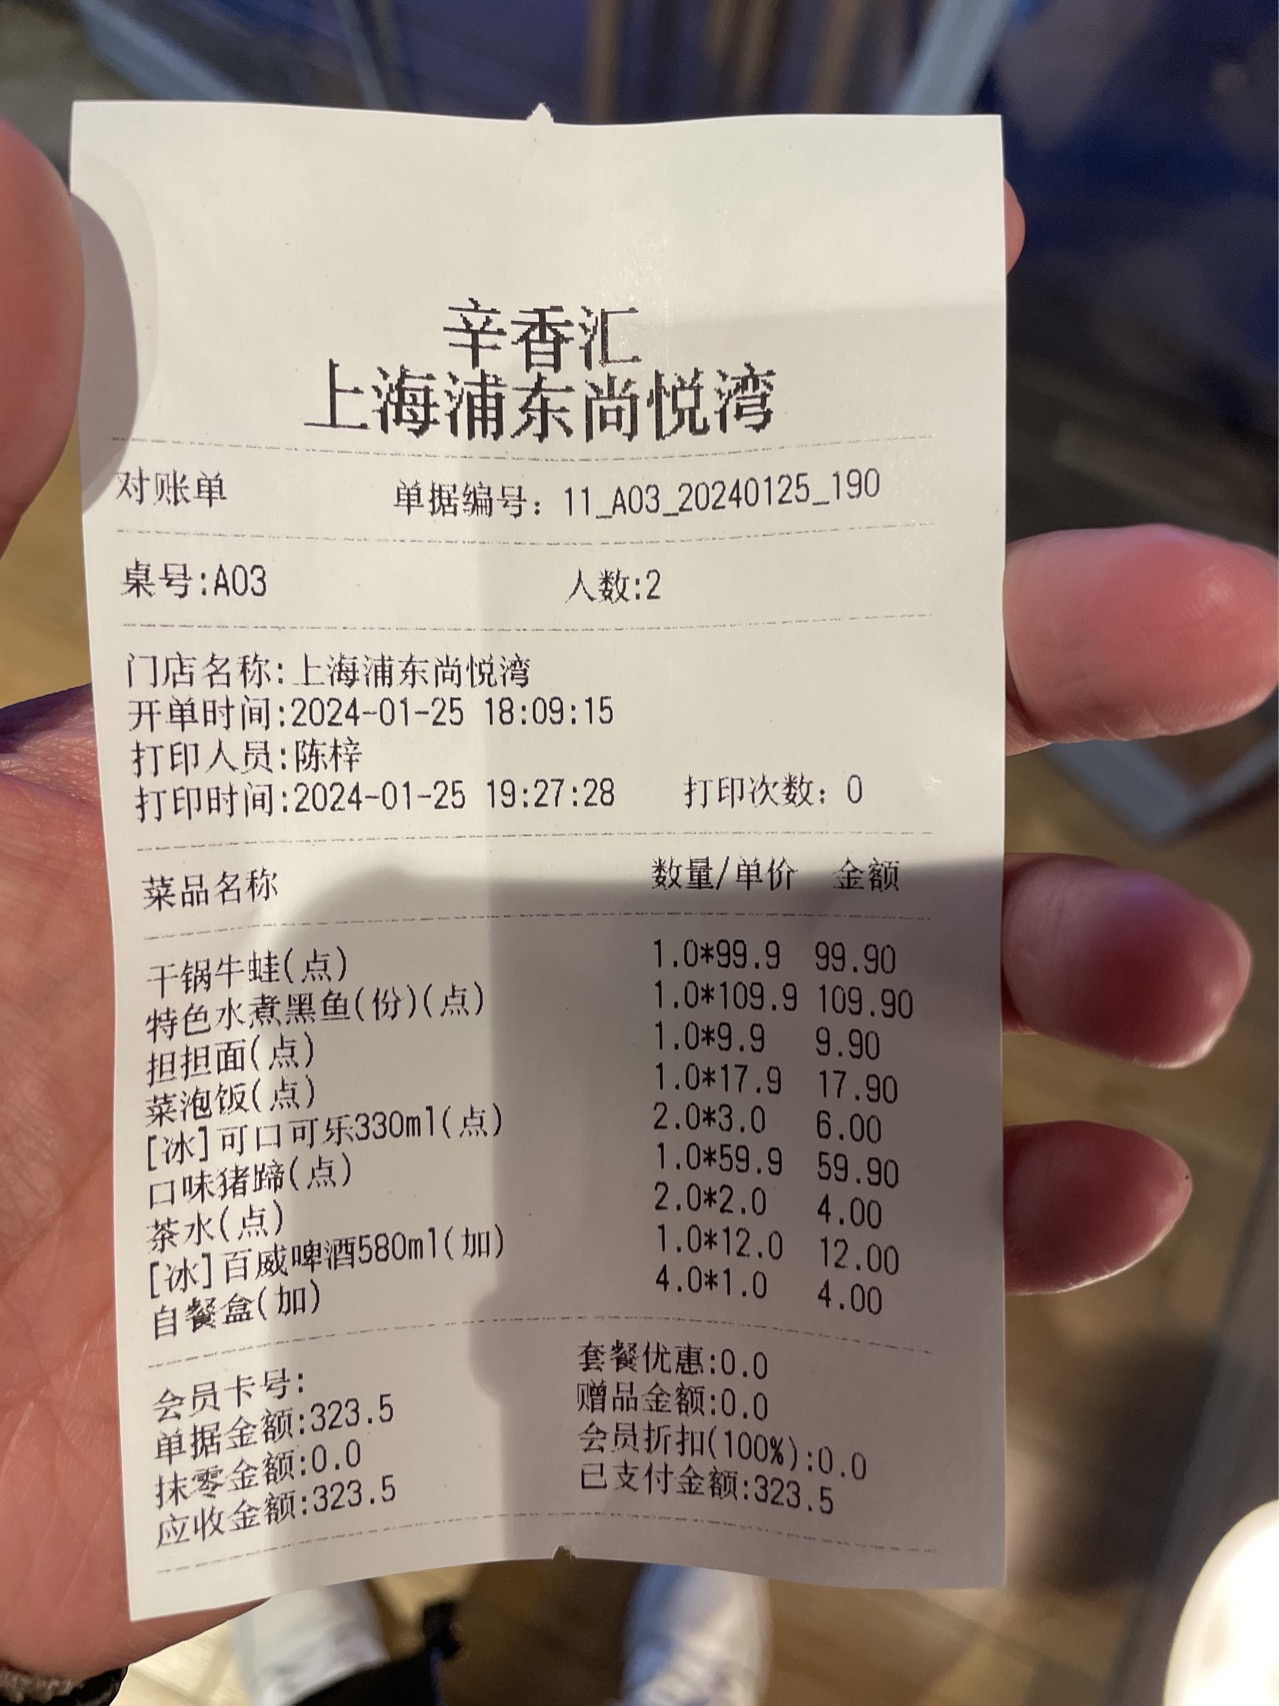 辛香汇
上海浦东尚悦湾
对账单 单据编号：11_A03_20240125_190
桌号:A03 人数:2
门店名称:上海浦东尚悦湾
开单时间:2024-01-25 18:09:15
打印人员:陈梓
打印时间:2024-01-25 19:27:28 打印次数：0
菜品名称 数量/单价 金额
干锅牛蛙(点) 1.0*99.9 99.90
特色水煮黑鱼(份)(点) 1.0*109.9 109.90
担担面(点) 1.0*9.9 9.90
菜泡饭(点) 1.0*17.9 17.90
[冰]可口可乐330ml(点) 2.0*3.0 6.00
口味猪蹄(点) 1.0*59.9 59.90
茶水(点) 2.0*2.0 4.00
[冰]百威啤酒580ml(加) 1.0*12.0 12.00
自餐盒(加) 4.0*1.0 4.00
会员卡号: 套餐优惠:0.0
单据金额:323.5 赠品金额:0.0
抹零金额:0.0 会员折扣(100%):0.0
应收金额:323.5 已支付金额:323.5